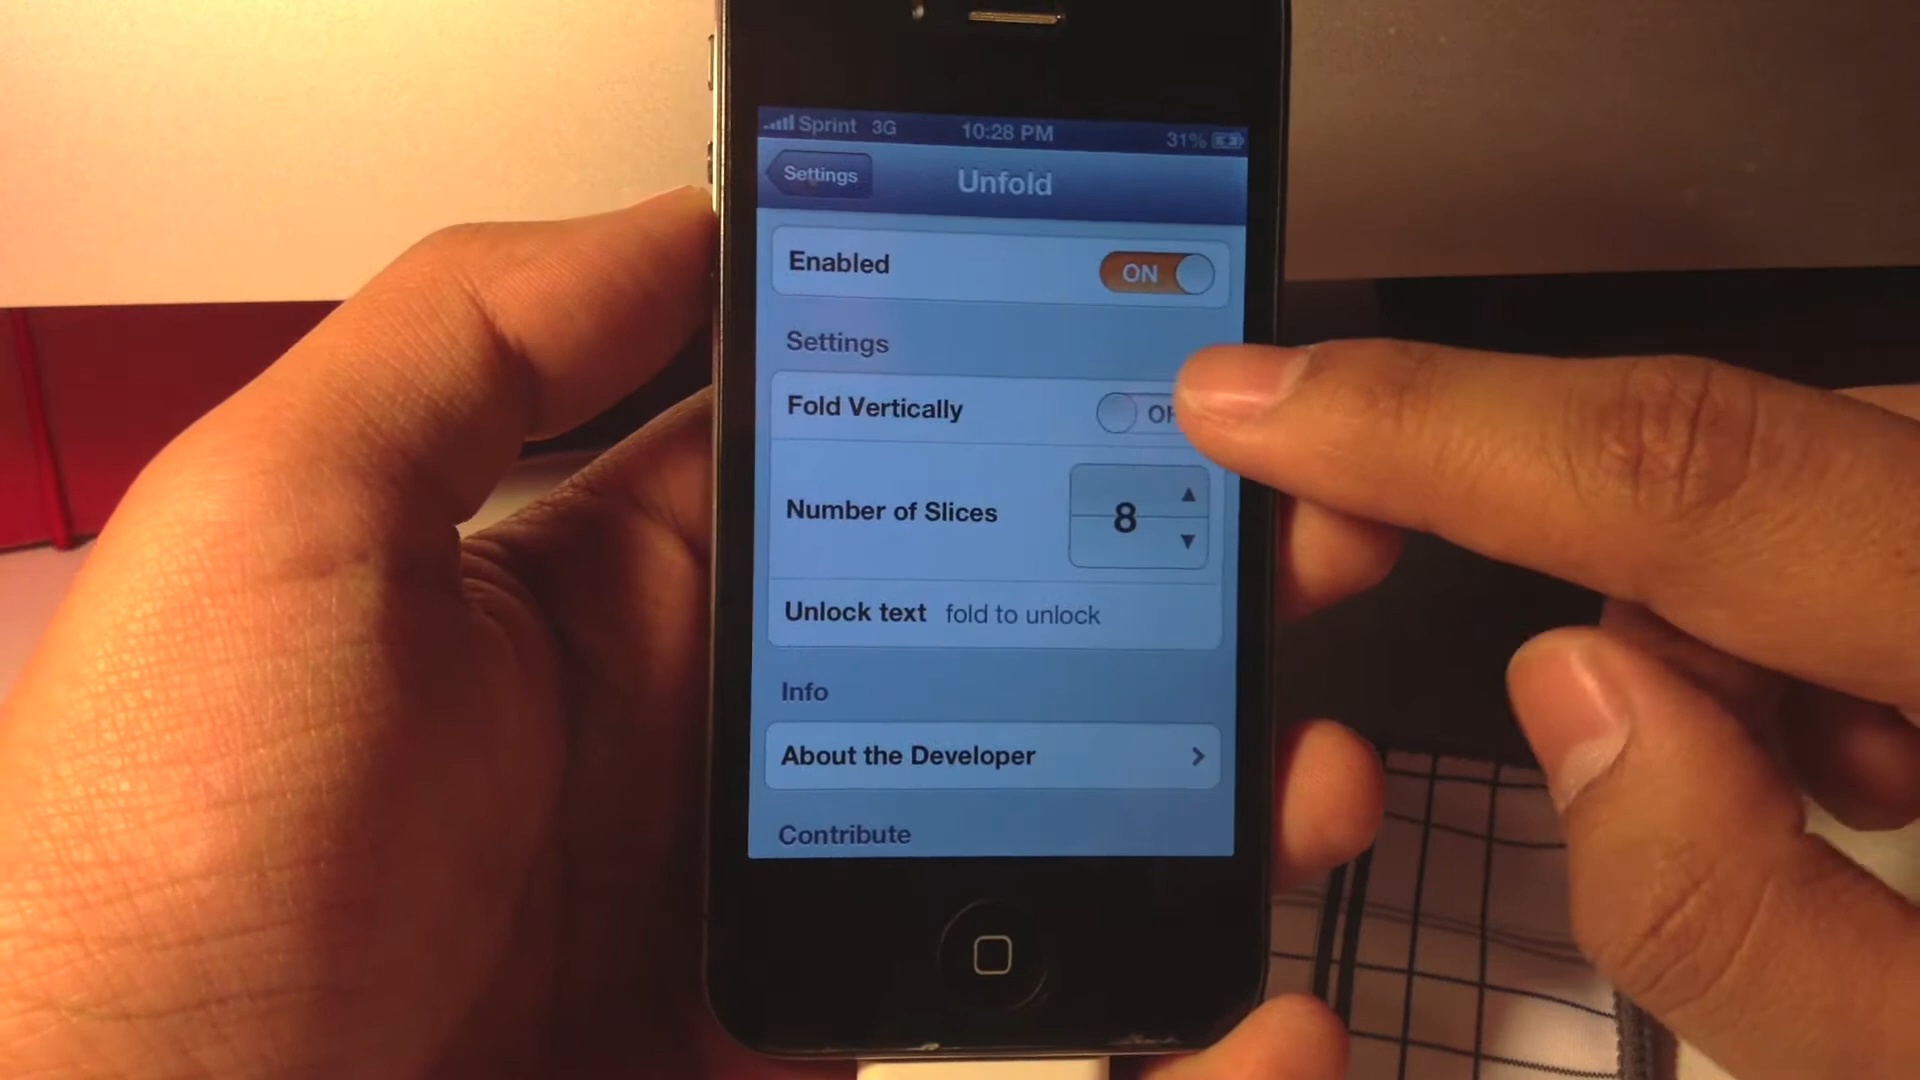 Sprint 3G 10:28 PM 31%
Settings Unfold
Enabled ON
Settings
Fold Vertically
Number of Slices 8
Unlock text fold to unlock
Info
About the Developer
Contribute